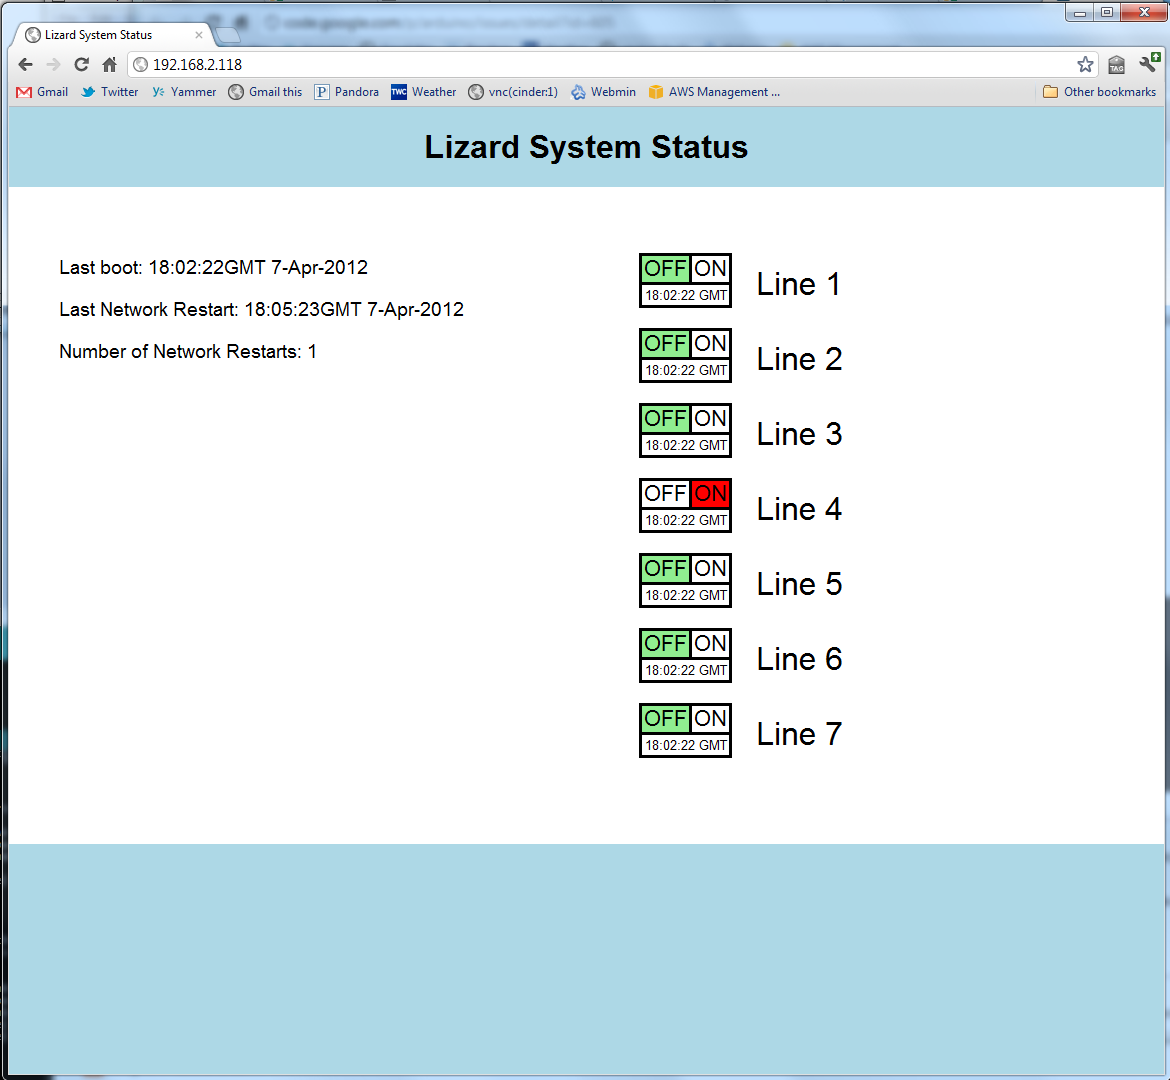 Lizard System Status
192.168.2.118
Gmail Twitter Yammer Gmail this Pandora TWC Weather vnc(cinder:1) Webmin AWS Management ... Other bookmarks
TAG
Lizard System Status
Last boot: 18:02:22GMT 7-Apr-2012
Last Network Restart: 18:05:23GMT 7-Apr-2012
Number of Network Restarts: 1
OFF ON
18:02:22 GMT
Line 1
OFF ON
18:02:22 GMT
Line 2
OFF ON
18:02:22 GMT
Line 3
OFF ON
18:02:22 GMT
Line 4
OFF ON
18:02:22 GMT
Line 5
OFF ON
18:02:22 GMT
Line 6
OFF ON
18:02:22 GMT
Line 7